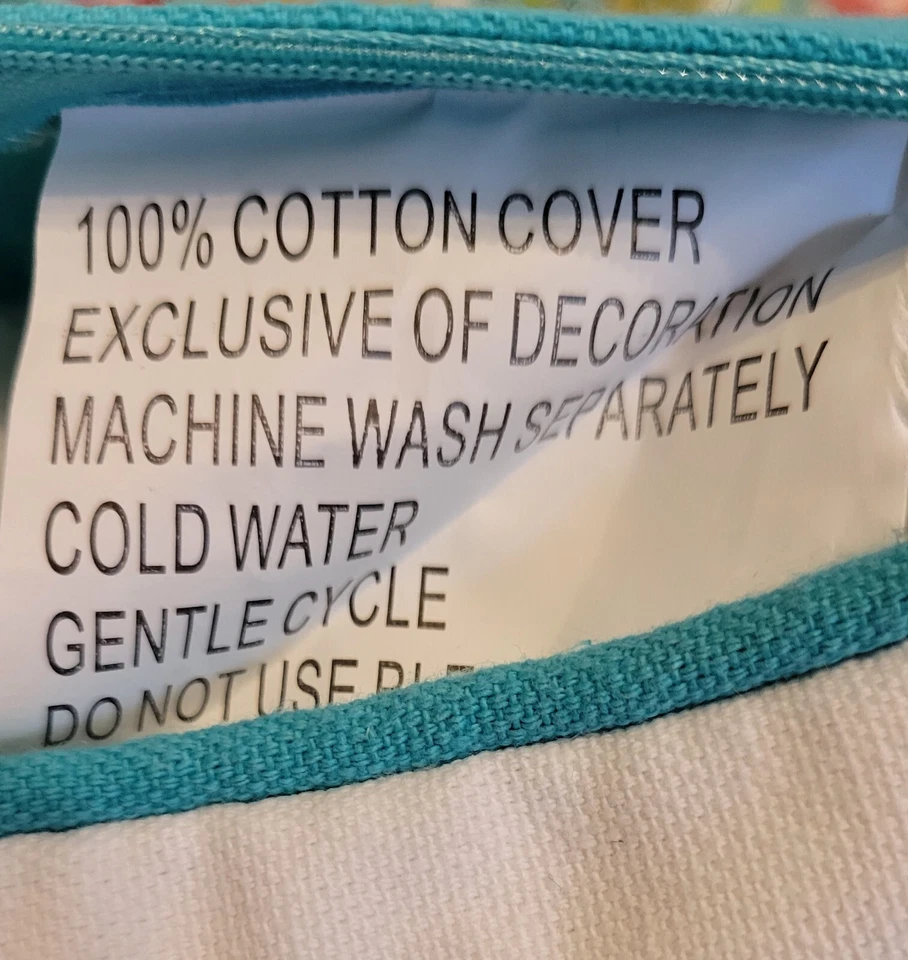 100% COTTON COVER
EXCLUSIVE OF DECORATION
MACHINE WASH SEPARATELY
COLD WATER
GENTLE CYCLE
DO NOT USE